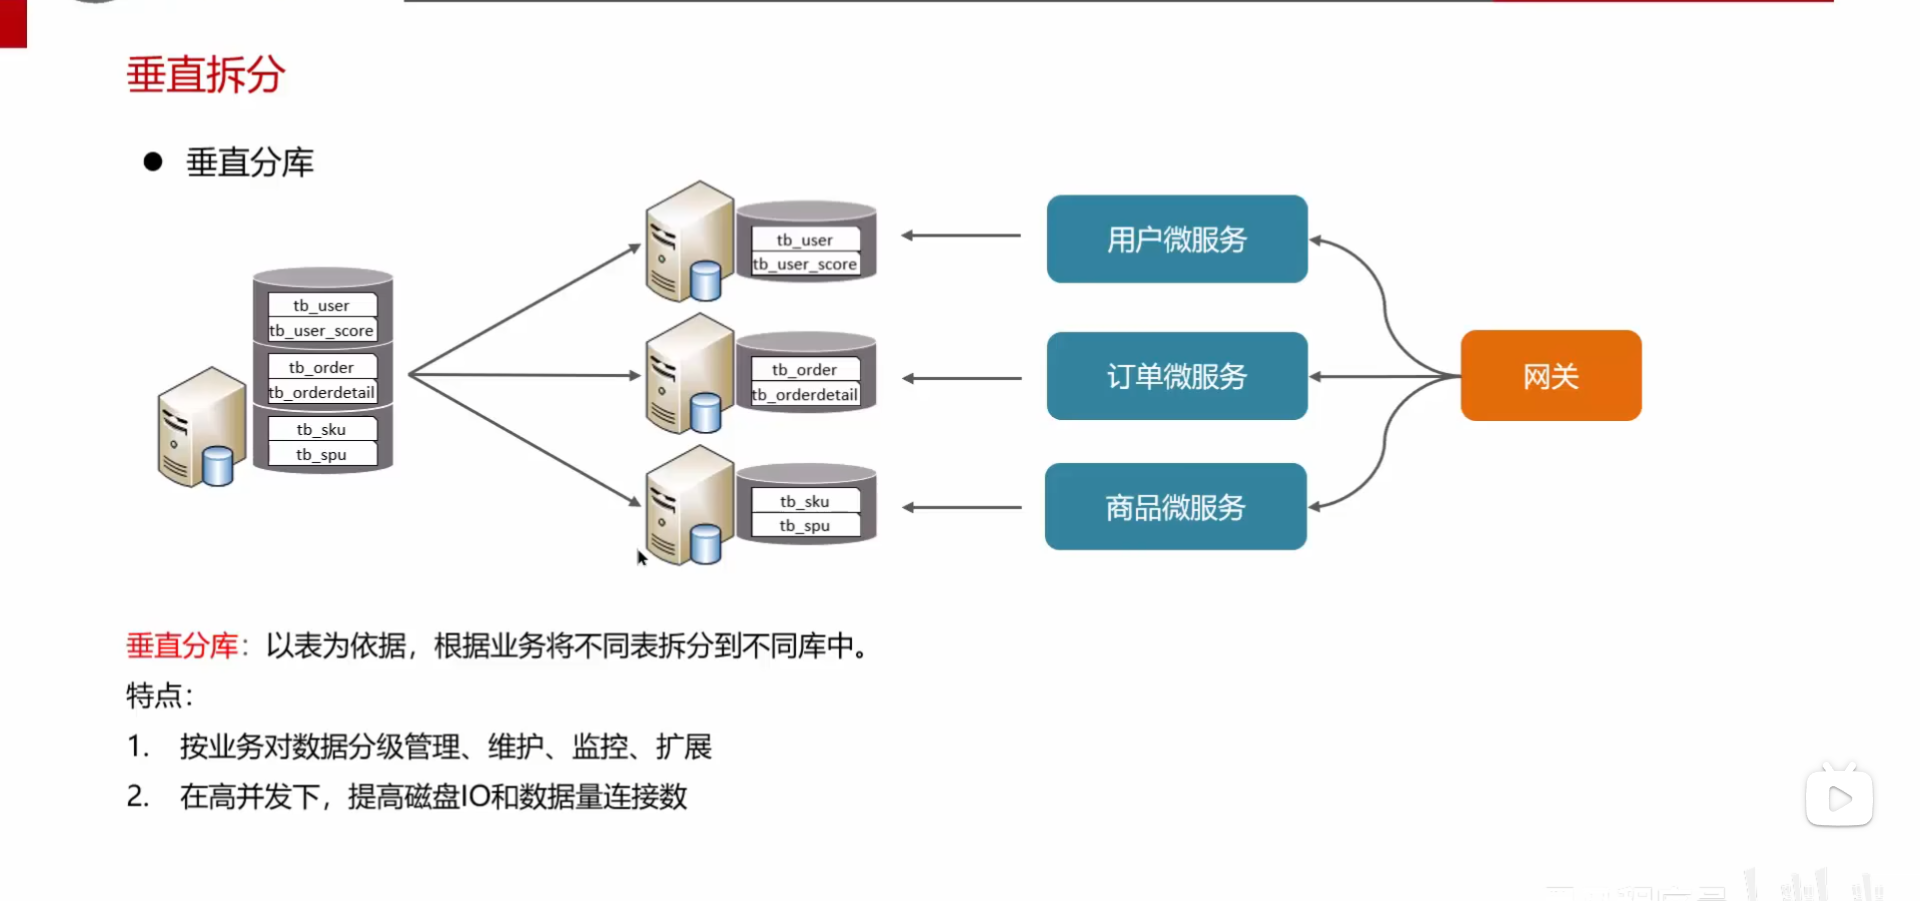 垂直拆分
● 垂直分库
tb_user
tb_user_score
tb_order
tb_orderdetail
tb_sku
tb_spu
tb_user
tb_user_score
tb_order
tb_orderdetail
tb_sku
tb_spu
用户微服务
订单微服务
商品微服务
网关
垂直分库：以表为依据，根据业务将不同表拆分到不同库中。
特点：
1. 按业务对数据分级管理、维护、监控、扩展
2. 在高并发下，提高磁盘IO和数据量连接数